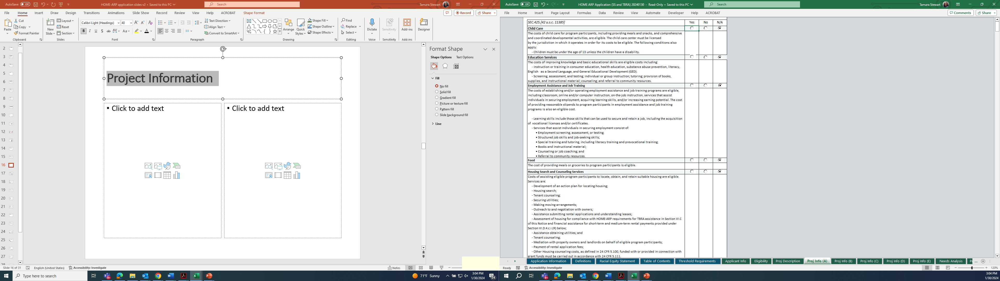 AutoSave Off
HOME-ARP application slides v2 • Saved to this PC
Search
Tamara Stewart
File Home Insert Draw Design Transitions Animations Slide Show Record Review View Help ACROBAT Shape Format
Record Share
Paste
Cut
Copy
Format Painter
Clipboard
New Slide
Layout
Reset
Section
Slides
Calibri Light (Headings) 40
Font
Text Direction
Align Text
Convert to SmartArt
Paragraph
Arrange
Quick Styles
Shape Fill
Shape Outline
Shape Effects
Drawing
Find
Replace
Select
Editing
Dictate
Voice
Sensitivity
Sensitivity
Add-ins
Add-ins
Designer
2
3
4
5
6
7
8
9
10
11
12
13
14
15
16
17
18
19
20
21
22
23
24
25
26
27
28
Project Information
• Click to add text
• Click to add text
Format Shape
Shape Options Text Options
Fill
No fill
Solid fill
Gradient fill
Picture or texture fill
Pattern fill
Slide background fill
Line
Slide 16 of 31 English (United States) Accessibility: Investigate
Notes
Type here to search
71°F Sunny
3:04 PM
1/30/2024
24
AutoSave Off
HOME ARP Application (SS and TBRA) 20240130 - Read-Only • Saved to this PC
Search
Tamara Stewart
File Home Insert Page Layout Formulas Data Review View Automate Developer Help ACROBAT
Comments Share
SEC.425.[42 u.s.c. 11385] Yes No N/A
Child Care
The costs of child care for program participants, including providing meals and snacks, and comprehensive
and coordinated developmental activities, are eligible. The child care center must be licensed
by the jurisdiction in which it operates in order for its costs to be eligible. The following conditions also
apply:
- Children must be under the age of 13 unless the children have a disability.
Education Services
The costs of improving knowledge and basic educational skills are eligible costs including:
- Instruction or training in consumer education, health education, substance abuse prevention, literacy,
English as a Second Language, and General Educational Development (GED).
- Screening, assessment, and testing; individual or group instruction; tutoring; provision of books,
supplies, and instructional material; counseling; and referral to community resources.
Employment Assistance and Job Training
The costs of establishing and/or operating employment assistance and job training programs are eligible,
including classroom, online and/or computer instruction, on-the-job instruction, services that assist
individuals in securing employment, acquiring learning skills, and/or increasing earning potential. The cost
of providing reasonable stipends to program participants in employment assistance and job training
programs is also an eligible cost.
- Learning skills include those skills that can be used to secure and retain a job, including the acquisition
of vocational licenses and/or certificates.
- Services that assist individuals in securing employment consist of:
• Employment screening, assessment, or testing;
• Structured job skills and job-seeking skills;
• Special training and tutoring, including literacy training and prevocational training;
• Books and instructional material;
• Counseling or job coaching; and
• Referral to community resources.
Food
The cost of providing meals or groceries to program participants is eligible.
Housing Search and Counseling Services
Costs of assisting eligible program participants to locate, obtain, and retain suitable housing are eligible.
Services are:
- Development of an action plan for locating housing;
- Housing search;
- Tenant counseling;
- Securing utilities;
- Making moving arrangements;
- Outreach to and negotiation with owners;
- Assistance submitting rental applications and understanding leases;
- Assessment of housing for compliance with HOME-ARP requirements for TBRA assistance in Section VI.C
of this Notice and financial assistance for short-term and medium-term rental payments provided under
Section VI.D.4.c.i.(R) below;
- Assistance obtaining utilities; and
- Tenant counseling;
- Mediation with property owners and landlords on behalf of eligible program participants;
- Payment of rental application fees;
- Other Housing counseling costs, as defined in 24 CFR 5.100, funded with or provided in connection with
grant funds must be carried out in accordance with 24 CFR 5.111.
Application Information Definitions Racial Equity Statement Table of Contents Threshold Requirements Applicant Info Eligibility Proj Description Proj Info (A) Proj Info (B) Proj Info (C) Proj Info (D) Proj Info (E) Needs Analysis
Ready Accessibility: Investigate
120%
3:04 PM
1/30/2024